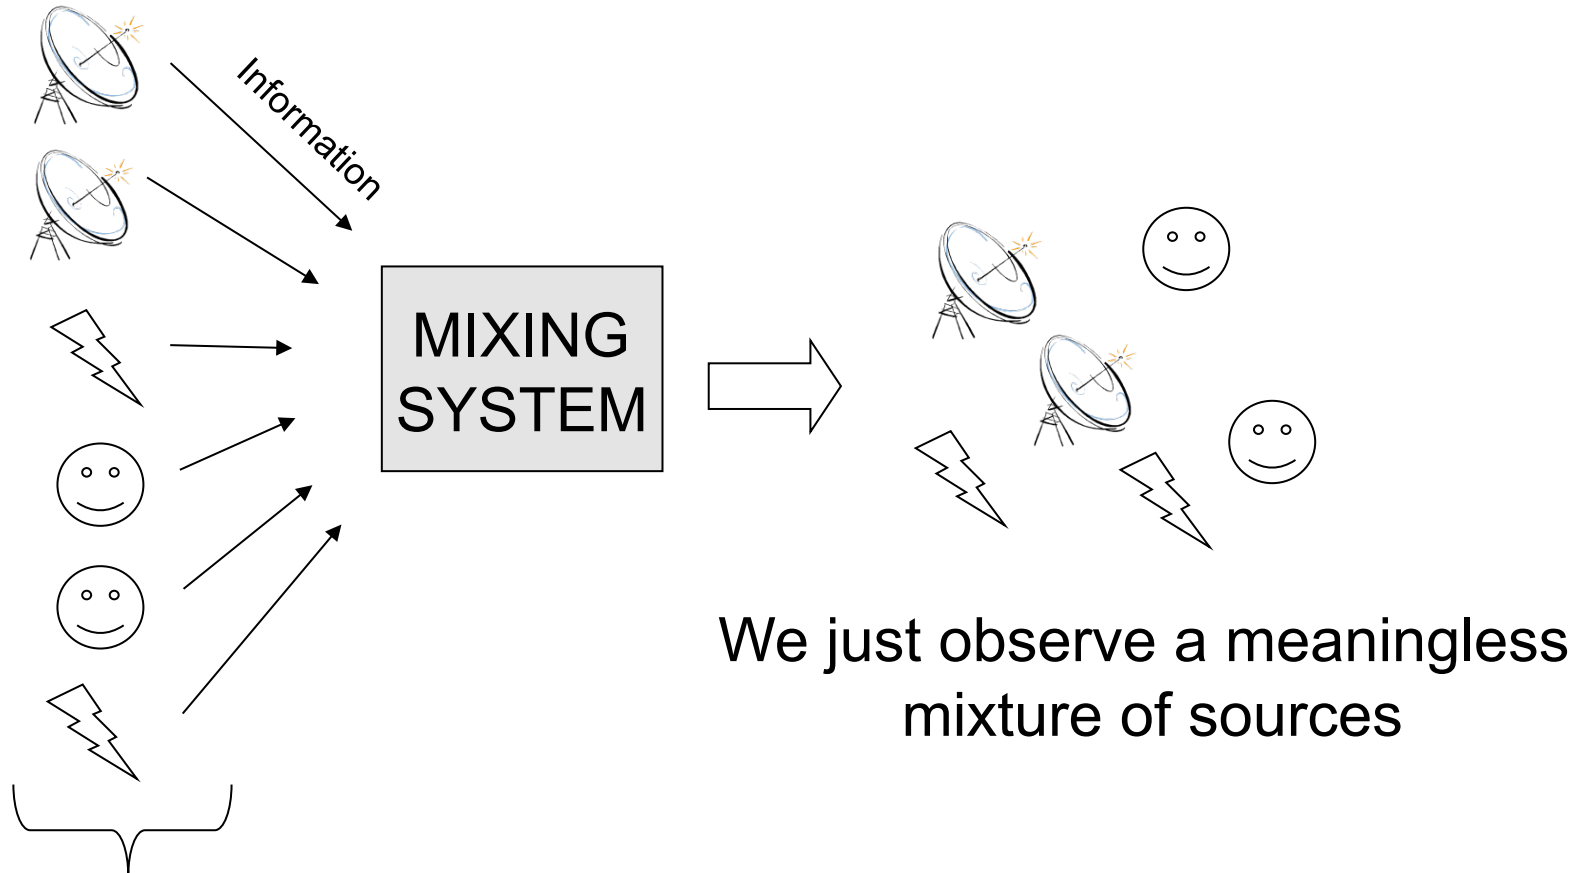 Information
MIXING
SYSTEM
We just observe a meaningless
mixture of sources